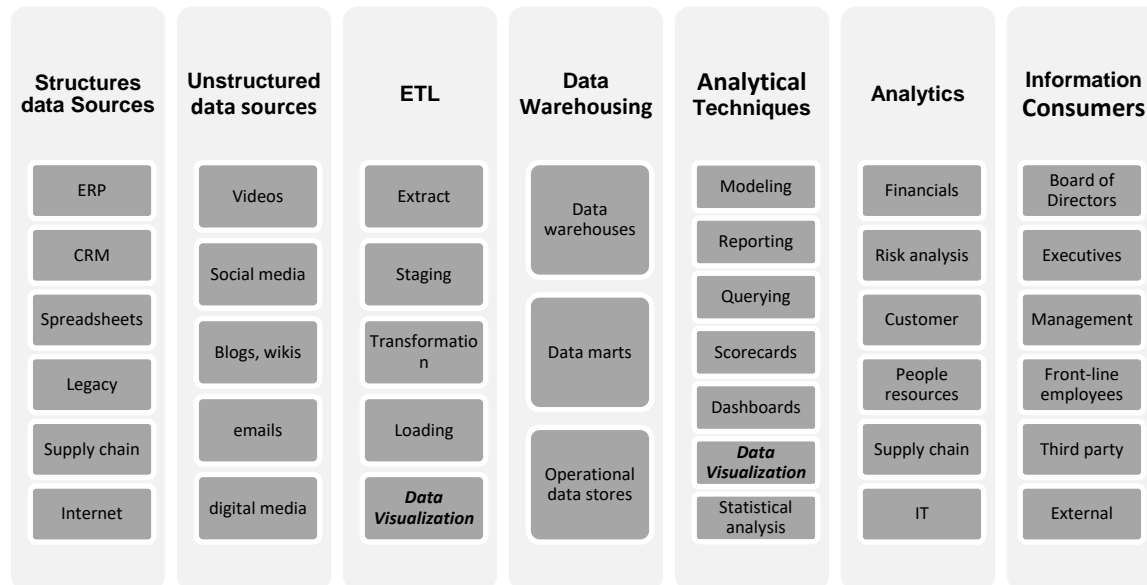 Structures
data Sources
ERP
CRM
Spreadsheets
Legacy
Supply chain
Internet
Unstructured
data sources
Videos
Social media
Blogs, wikis
emails
digital media
ETL
Extract
Staging
Transformatio
n
Loading
Data
Visualization
Data
Warehousing
Data
warehouses
Data marts
Operational
data stores
Analytical
Techniques
Modeling
Reporting
Querying
Scorecards
Dashboards
Data
Visualization
Statistical
analysis
Analytics
Financials
Risk analysis
Customer
People
resources
Supply chain
IT
Information
Consumers
Board of
Directors
Executives
Management
Front-line
employees
Third party
External